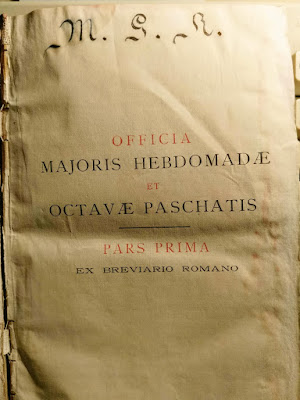 M. G. R.
OFFICIA
MAJORIS HEBDOMADÆ
ET
OCTAVÆ PASCHATIS
PARS PRIMA
EX BREVIARIO ROMANO